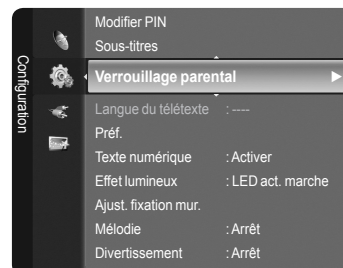 Configuration
Modifier PIN
Sous-titres
Verrouillage parental
Langue du télétexte : ----
Préf.
Texte numérique : Activer
Effet lumineux : LED act. marche
Ajust. fixation mur.
Mélodie : Arrêt
Divertissement : Arrêt